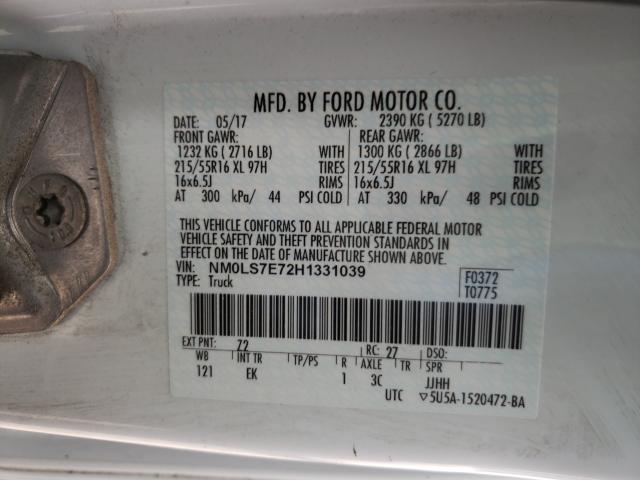 MFD. BY FORD MOTOR CO.
DATE: 05/17 GVWR: 2390 KG ( 5270 LB)
FRONT GAWR: REAR GAWR:
1232 KG ( 2716 LB) WITH 1300 KG ( 2866 LB) WITH
215/55R16 XL 97H TIRES 215/55R16 XL 97H TIRES
16x6.5J RIMS 16x6.5J RIMS
AT 300 kPa/ 44 PSI COLD AT 330 kPa/ 48 PSI COLD
THIS VEHICLE CONFORMS TO ALL APPLICABLE FEDERAL MOTOR
VEHICLE SAFETY AND THEFT PREVENTION STANDARDS IN
EFFECT ON THE DATE OF MANUFACTURE SHOWN ABOVE.
VIN: NM0LS7E72H1331039
TYPE: Truck
F0372
T0775
EXT PNT: Z2 RC: 27 DSO:
WB INT TR TP/PS R AXLE TR SPR
121 EK 1 3C JJHH
UTC ▽5U5A-1520472-BA